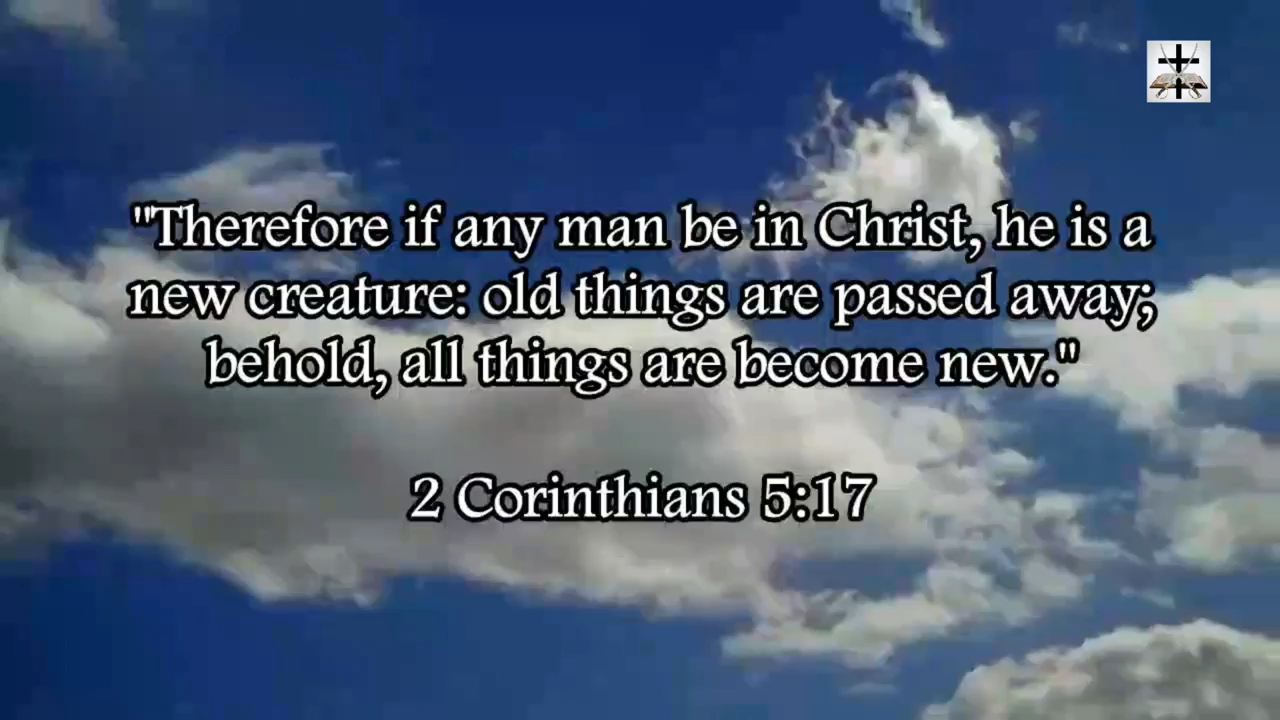 "Therefore if any man be in Christ, he is a
new creature: old things are passed away;
behold, all things are become new."
2 Corinthians 5:17